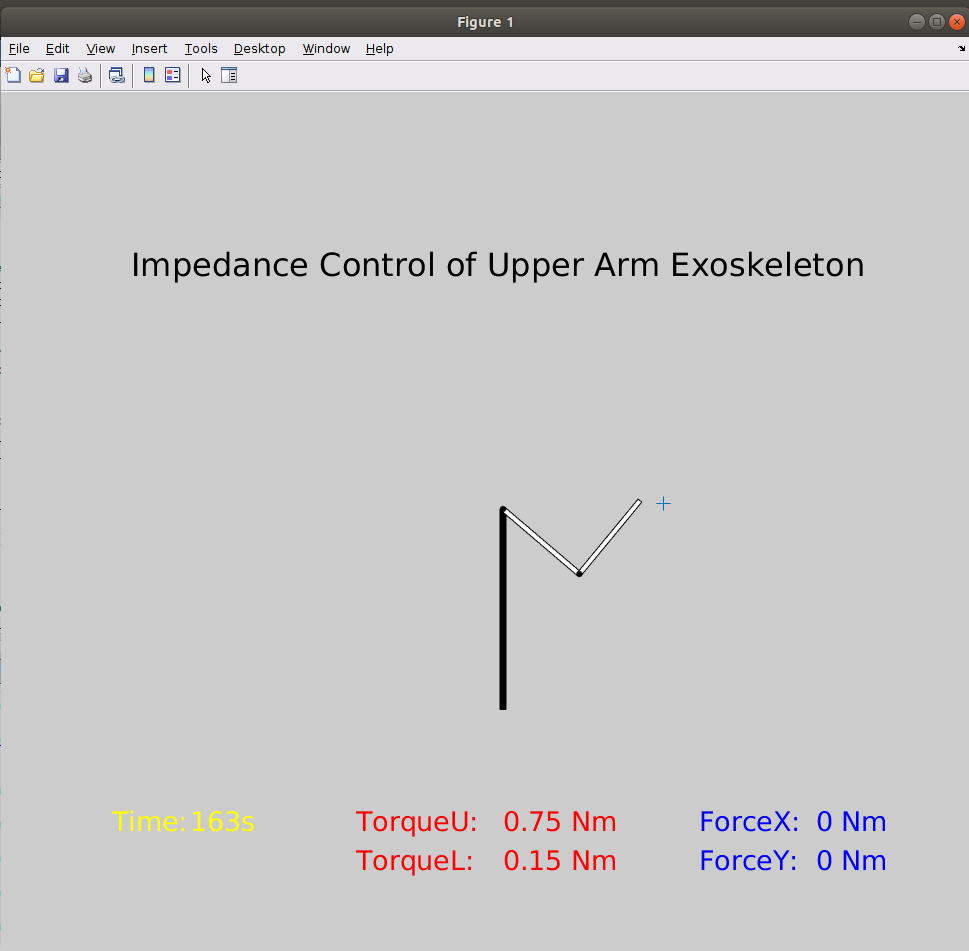 Figure 1
File Edit View Insert Tools Desktop Window Help
Impedance Control of Upper Arm Exoskeleton
Time: 163s TorqueU: 0.75 Nm ForceX: 0 Nm
TorqueL: 0.15 Nm ForceY: 0 Nm